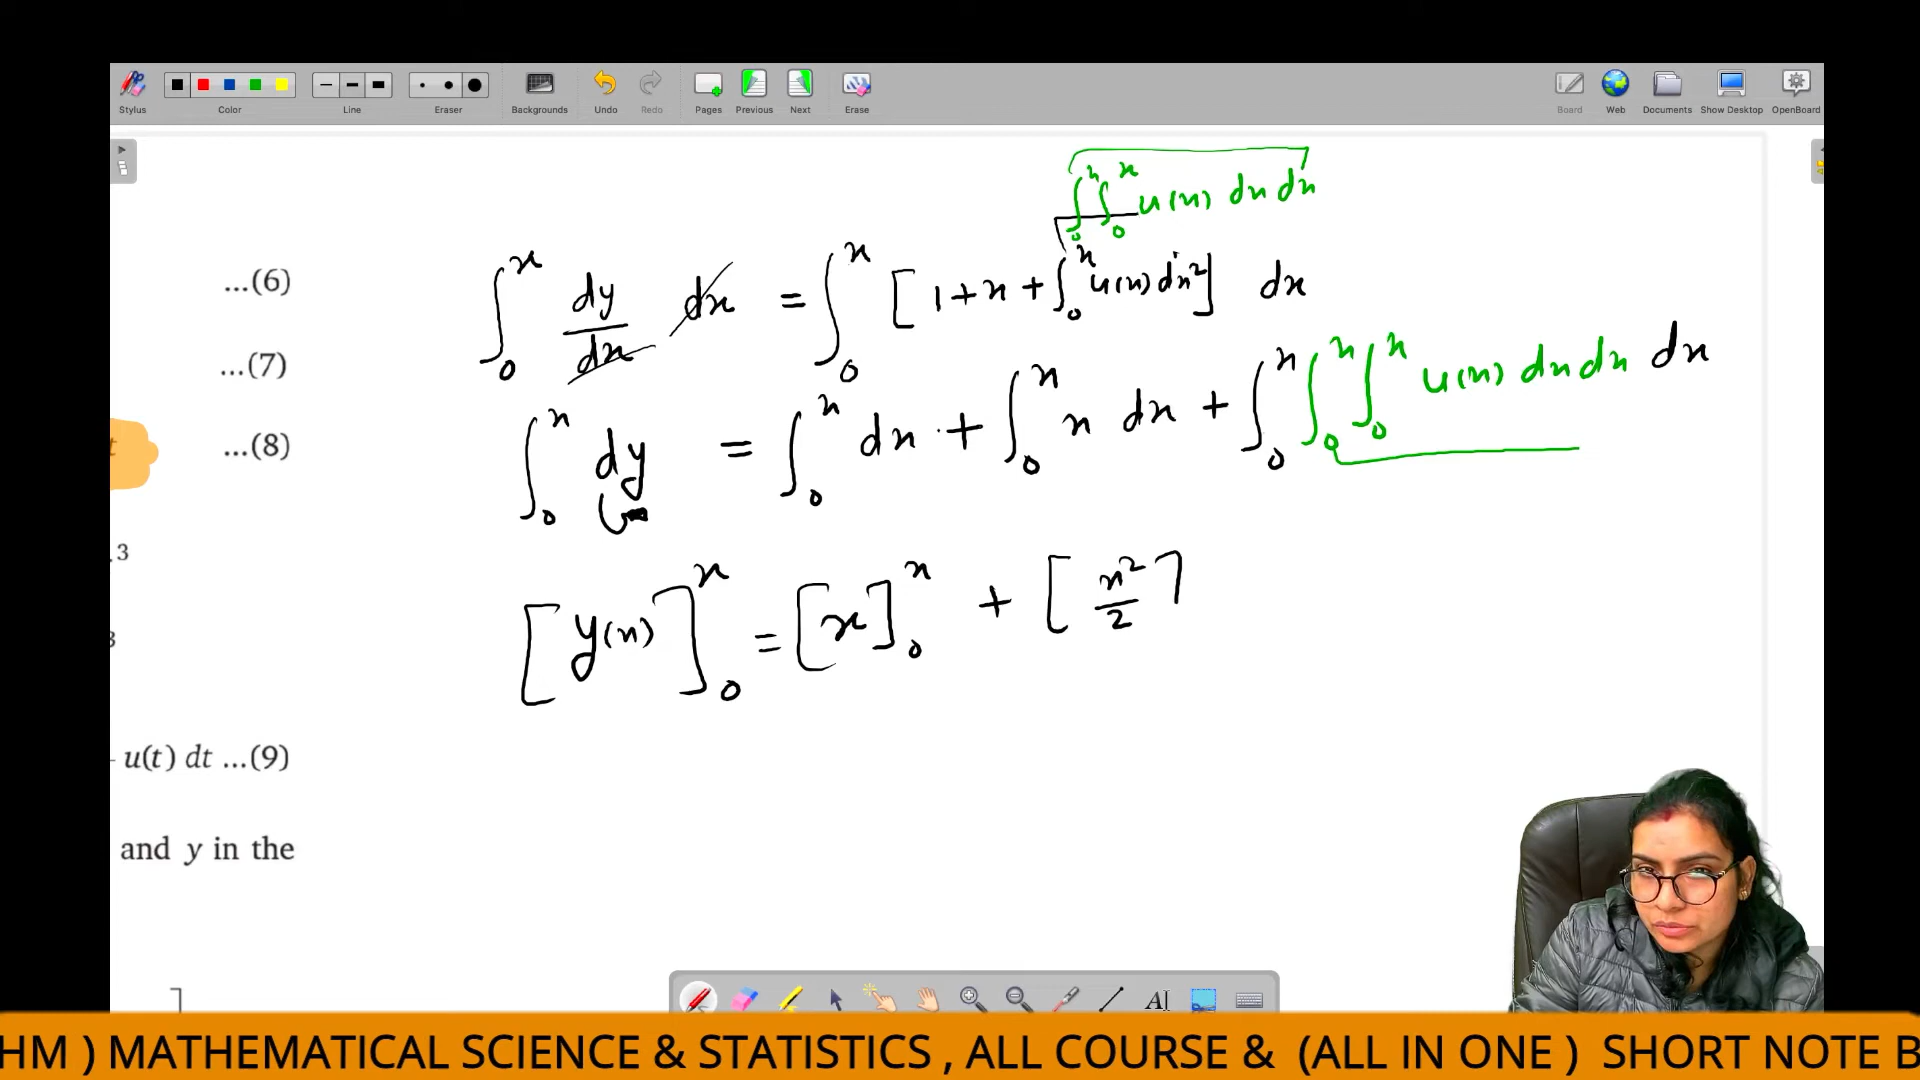 Stylus Color Line Eraser Backgrounds Undo Redo Pages Previous Next Erase Board Web Documents Show Desktop OpenBoard
∫₀ˣ ∫₀ˣ u(x) dx dx
...(6)
∫₀ˣ dy/dx dx = ∫₀ˣ [1 + x + ∫₀ˣ u(x) dx²] dx
...(7)
∫₀ˣ dy = ∫₀ˣ dx + ∫₀ˣ x dx + ∫₀ˣ ∫₀ˣ ∫₀ˣ u(x) dx dx dx
t ...(8)
.3
[y(x)]₀ˣ = [x]₀ˣ + [x²/2]
3
- u(t) dt ...(9)
and y in the
]
HM ) MATHEMATICAL SCIENCE & STATISTICS , ALL COURSE & (ALL IN ONE ) SHORT NOTE B